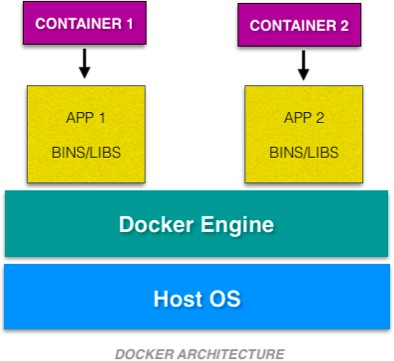 CONTAINER 1
CONTAINER 2
APP 1
BINS/LIBS
APP 2
BINS/LIBS
Docker Engine
Host OS
DOCKER ARCHITECTURE